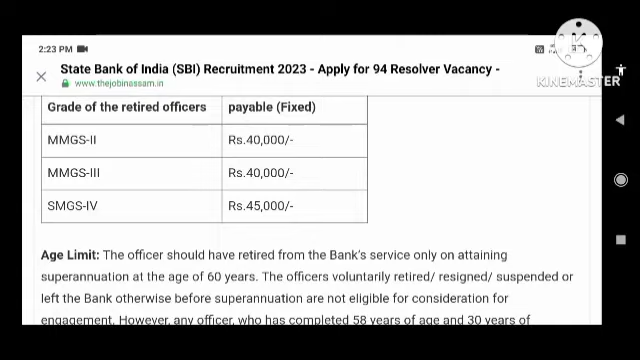 2:23 PM
State Bank of India (SBI) Recruitment 2023 - Apply for 94 Resolver Vacancy -
www.thejobinassam.in
KINEMASTER
Grade of the retired officers payable (Fixed)
MMGS-II Rs.40,000/-
MMGS-III Rs.40,000/-
SMGS-IV Rs.45,000/-
Age Limit: The officer should have retired from the Bank's service only on attaining
superannuation at the age of 60 years. The officers voluntarily retired/ resigned/ suspended or
left the Bank otherwise before superannuation are not eligible for consideration for
engagement. However, any officer, who has completed 58 years of age and 30 years of